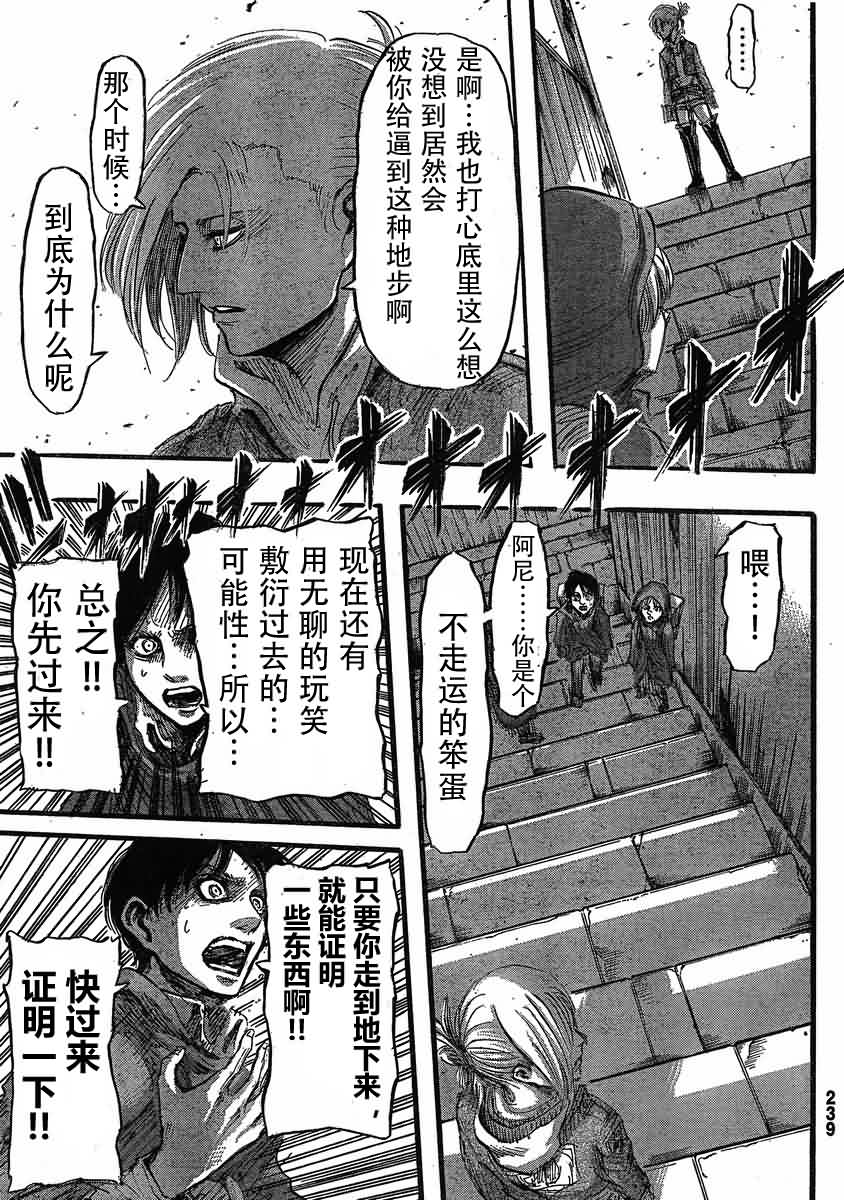 ……
是啊…我也打心底里这么想
没想到居然会
被你给逼到这种地步啊
那个时候…
到底为什么呢
喂…!
阿尼……你是个
不走运的笨蛋
现在还有
用无聊的玩笑
敷衍过去的…
可能性…所以…
总之!!
你先过来!!
只要你走到地下来,
就能证明
一些东西啊!!
快过来
证明一下!!
239